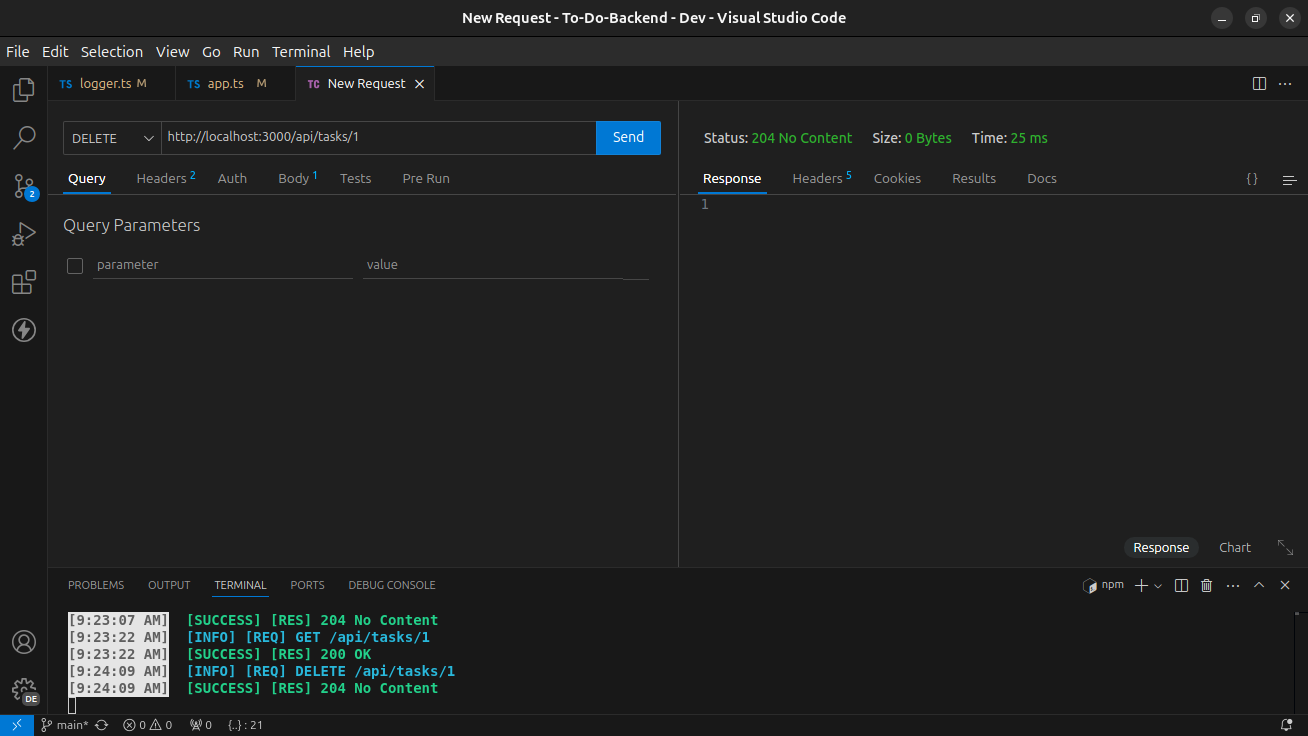 New Request - To-Do-Backend - Dev - Visual Studio Code
File Edit Selection View Go Run Terminal Help
TS logger.ts M TS app.ts M TC New Request
DELETE http://localhost:3000/api/tasks/1 Send
Status: 204 No Content Size: 0 Bytes Time: 25 ms
Query Headers 2 Auth Body 1 Tests Pre Run
Response Headers 5 Cookies Results Docs {}
1
2
Query Parameters
parameter value
Response Chart
PROBLEMS OUTPUT TERMINAL PORTS DEBUG CONSOLE npm
[9:23:07 AM] [SUCCESS] [RES] 204 No Content
[9:23:22 AM] [INFO] [REQ] GET /api/tasks/1
[9:23:22 AM] [SUCCESS] [RES] 200 OK
[9:24:09 AM] [INFO] [REQ] DELETE /api/tasks/1
[9:24:09 AM] [SUCCESS] [RES] 204 No Content
DE
main* 0 0 0 {..} : 21